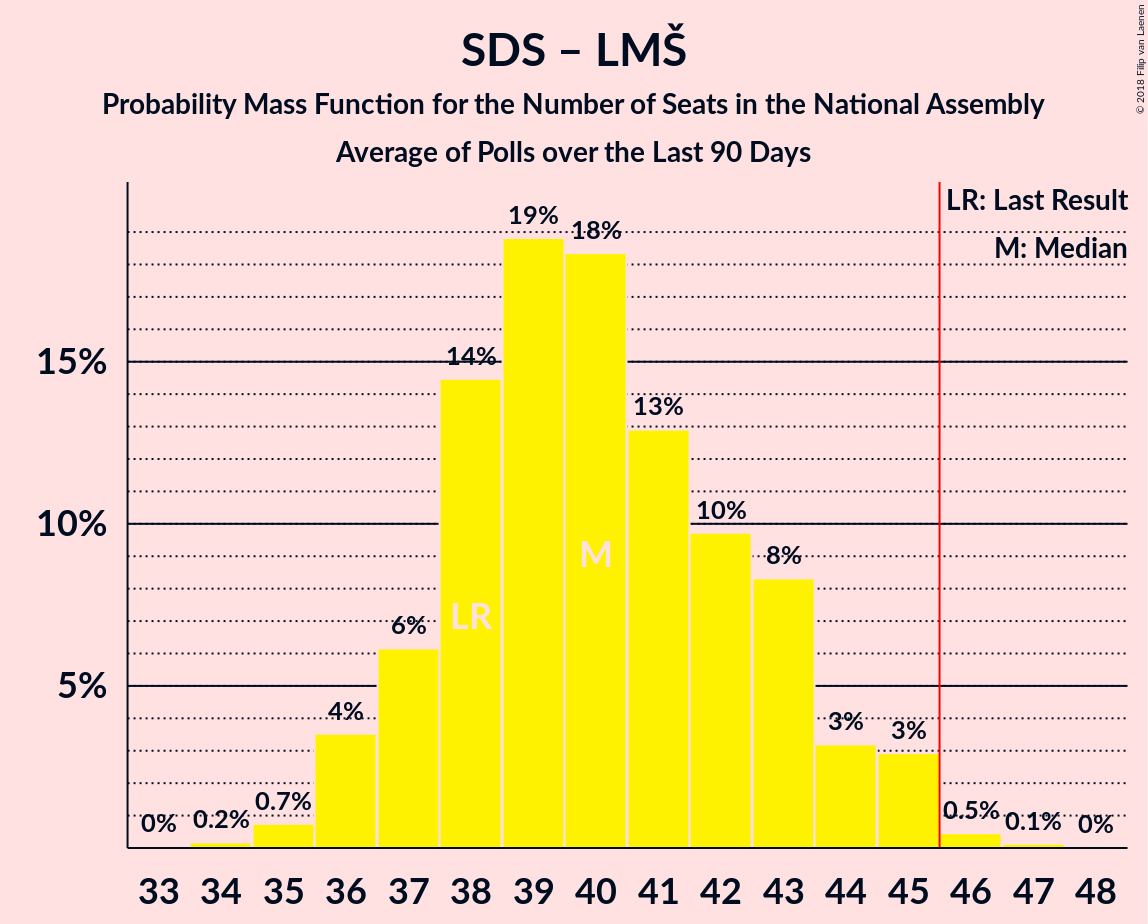 SDS – LMŠ
Probability Mass Function for the Number of Seats in the National Assembly
Average of Polls over the Last 90 Days
© 2018 Filip van Laenen
LR: Last Result
M: Median
15%
10%
5%
0%
0.2%
0.7%
4%
6%
14%
19%
18%
13%
10%
8%
3%
3%
0.5%
0.1%
0%
LR
M
33 34 35 36 37 38 39 40 41 42 43 44 45 46 47 48